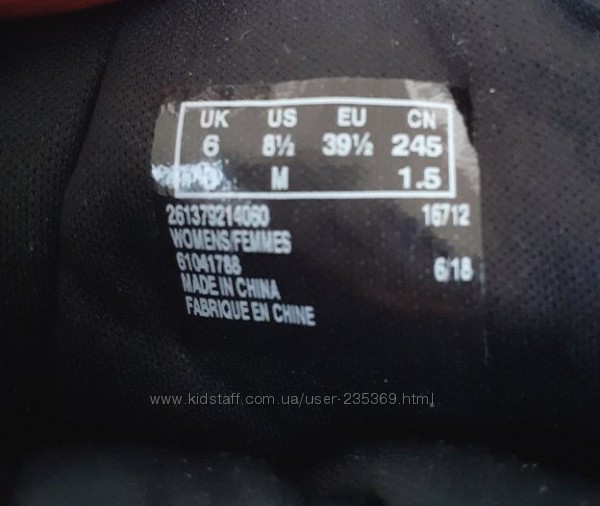 UK US EU CN
6 8½ 39½ 245
M 1.5
261379214060 16712
WOMENS/FEMMES
61041788 6/18
MADE IN CHINA
FABRIQUE EN CHINE
www.kidstaff.com.ua/user-235369.html